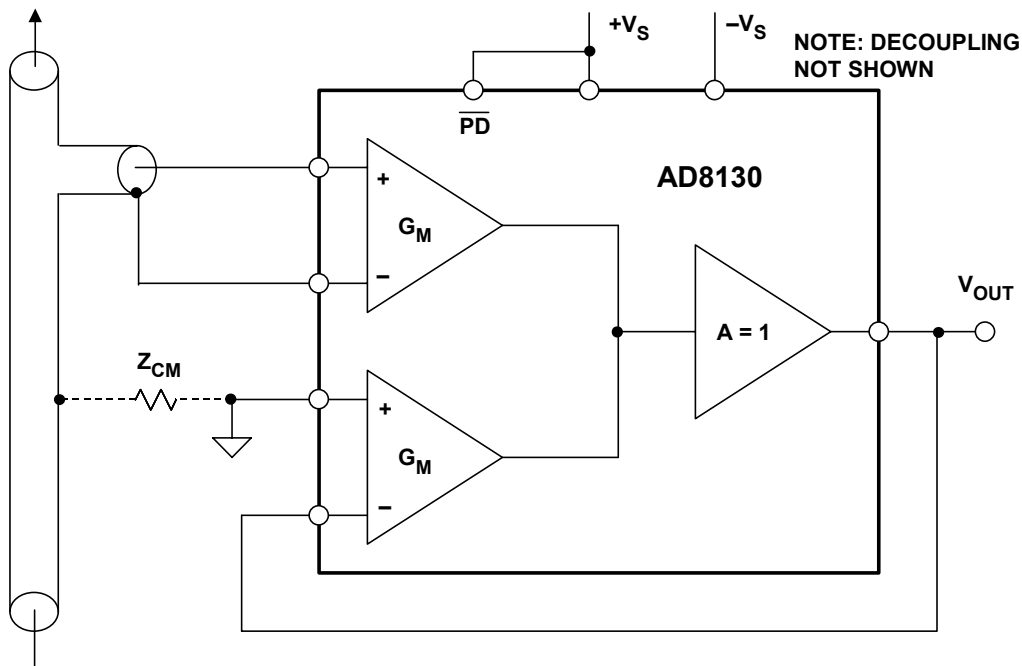 +VS
–VS
NOTE: DECOUPLING
NOT SHOWN
PD
AD8130
+
GM
–
A = 1
VOUT
ZCM
+
GM
–